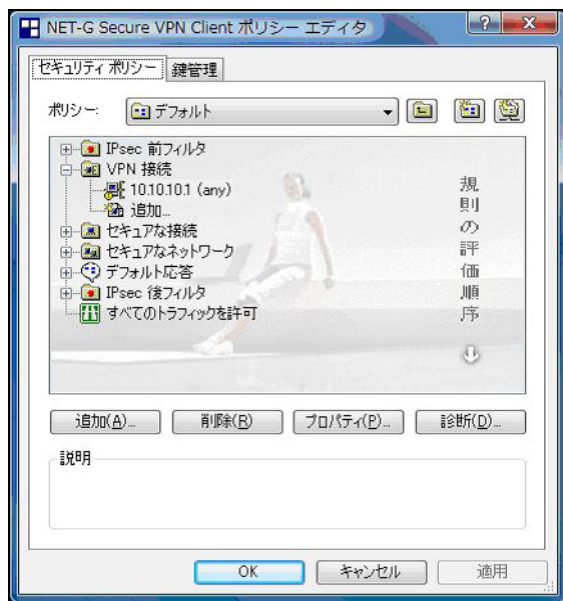 NET-G Secure VPN Client ポリシー エディタ
セキュリティ ポリシー 鍵管理
ポリシー: デフォルト
IPsec 前フィルタ
VPN 接続
10.10.10.1 (any)
追加...
セキュアな接続
セキュアなネットワーク
デフォルト応答
IPsec 後フィルタ
すべてのトラフィックを許可
規則の評価順序
追加(A)... 削除(R) プロパティ(P)... 診断(D)...
説明
OK キャンセル 適用